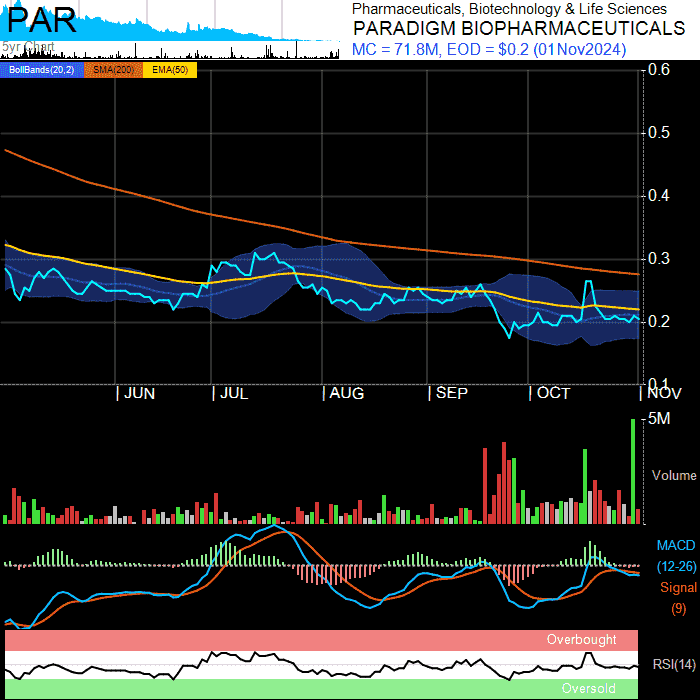 PAR
5yr Chart
Pharmaceuticals, Biotechnology & Life Sciences
PARADIGM BIOPHARMACEUTICALS
MC = 71.8M, EOD = $0.2 (01Nov2024)
BollBands(20,2) SMA(200) EMA(50)
0.6
0.5
0.4
0.3
0.2
0.1
JUN JUL AUG SEP OCT NOV
5M
Volume
MACD
(12-26)
Signal
(9)
Overbought
RSI(14)
Oversold